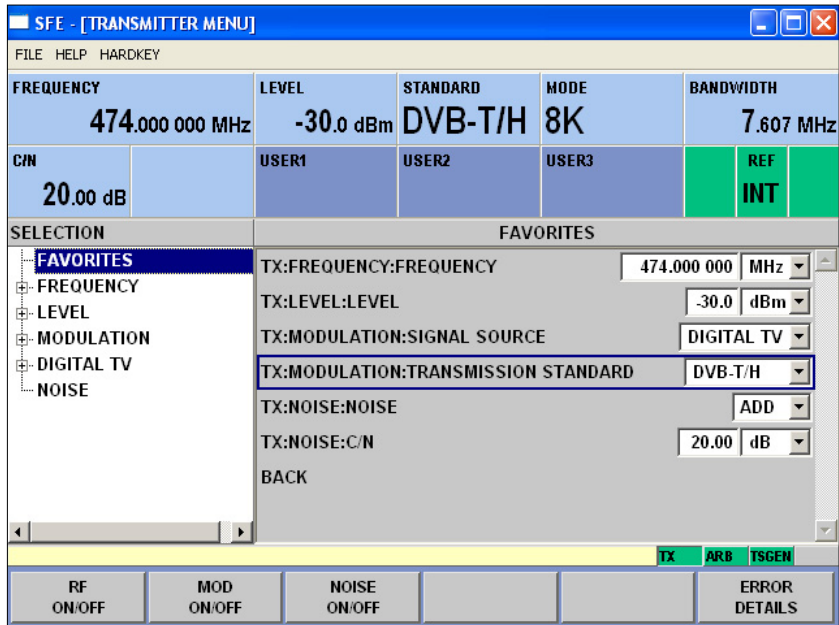 SFE - [TRANSMITTER MENU]
FILE HELP HARDKEY
FREQUENCY LEVEL STANDARD MODE BANDWIDTH
474.000 000 MHz -30.0 dBm DVB-T/H 8K 7.607 MHz
C/N USER1 USER2 USER3 REF
20.00 dB INT
SELECTION FAVORITES
FAVORITES
FREQUENCY
LEVEL
MODULATION
DIGITAL TV
NOISE
TX:FREQUENCY:FREQUENCY 474.000 000 MHz
TX:LEVEL:LEVEL -30.0 dBm
TX:MODULATION:SIGNAL SOURCE DIGITAL TV
TX:MODULATION:TRANSMISSION STANDARD DVB-T/H
TX:NOISE:NOISE ADD
TX:NOISE:C/N 20.00 dB
BACK
TX ARB TSGEN
RF ON/OFF
MOD ON/OFF
NOISE ON/OFF
ERROR DETAILS